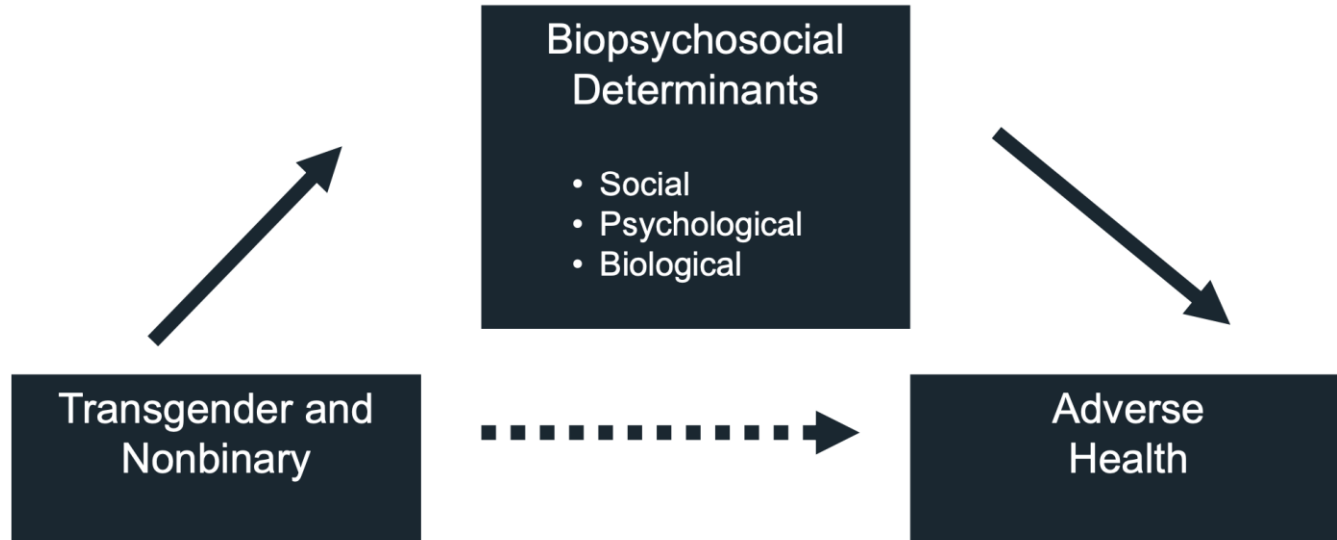 Biopsychosocial
Determinants
• Social
• Psychological
• Biological
Transgender and
Nonbinary
Adverse
Health